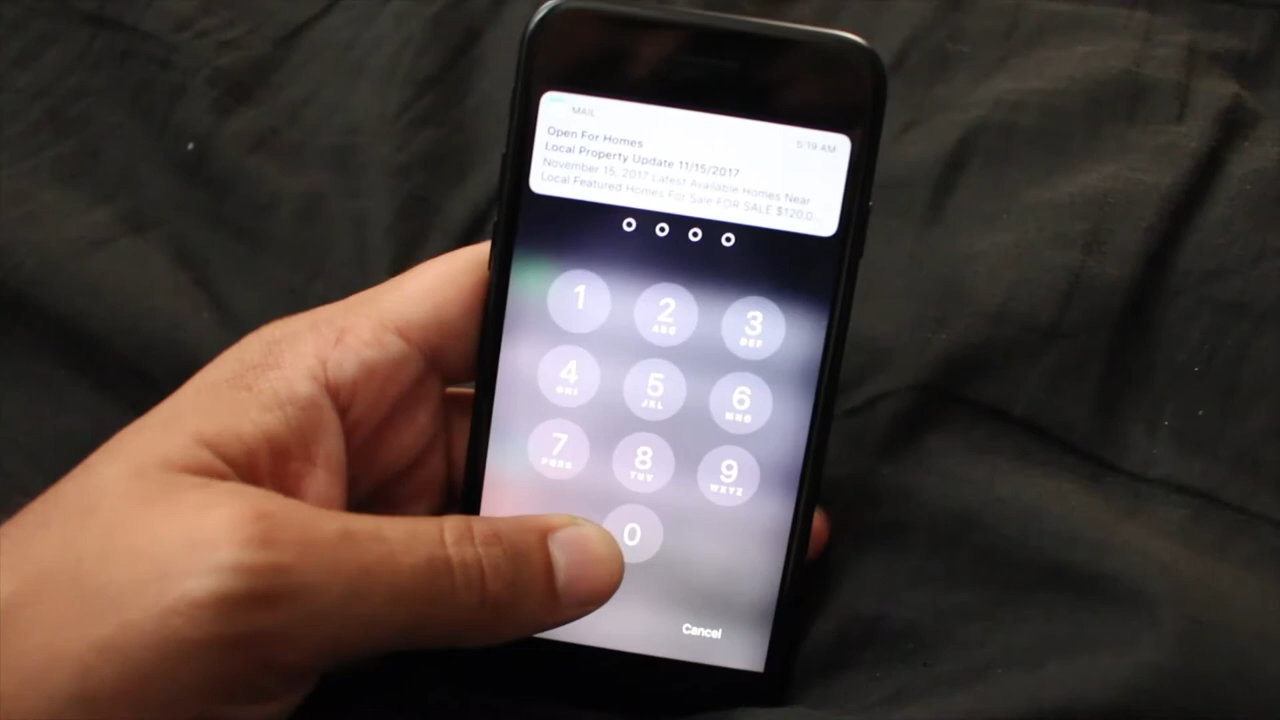 MAIL
5:19 AM
Open For Homes
Local Property Update 11/15/2017
November 15, 2017 Latest Available Homes Near
Local Featured Homes For Sale FOR SALE $120,0...
1
2 ABC
3 DEF
4 GHI
5 JKL
6 MNO
7 PQRS
8 TUV
9 WXYZ
0
Cancel